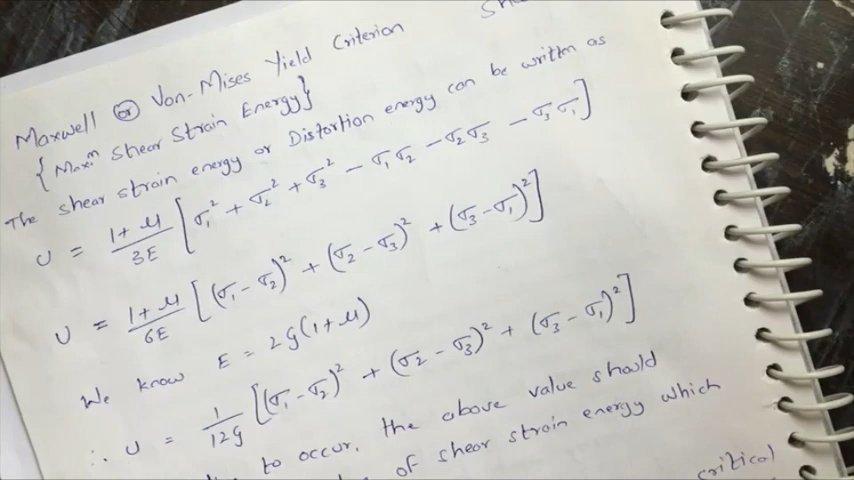 Maxwell or Von-Mises Yield Criterion
{Maxm Shear Strain Energy}
The shear strain energy or Distortion energy can be written as
U = (1+μ)/3E [σ₁² + σ₂² + σ₃² - σ₁σ₂ - σ₂σ₃ - σ₃σ₁]
U = (1+μ)/6E [(σ₁-σ₂)² + (σ₂-σ₃)² + (σ₃-σ₁)²]
We know E = 2G(1+μ)
∴ U = 1/12G [(σ₁-σ₂)² + (σ₂-σ₃)² + (σ₃-σ₁)²]
to occur, the above value should
of shear strain energy which
critical